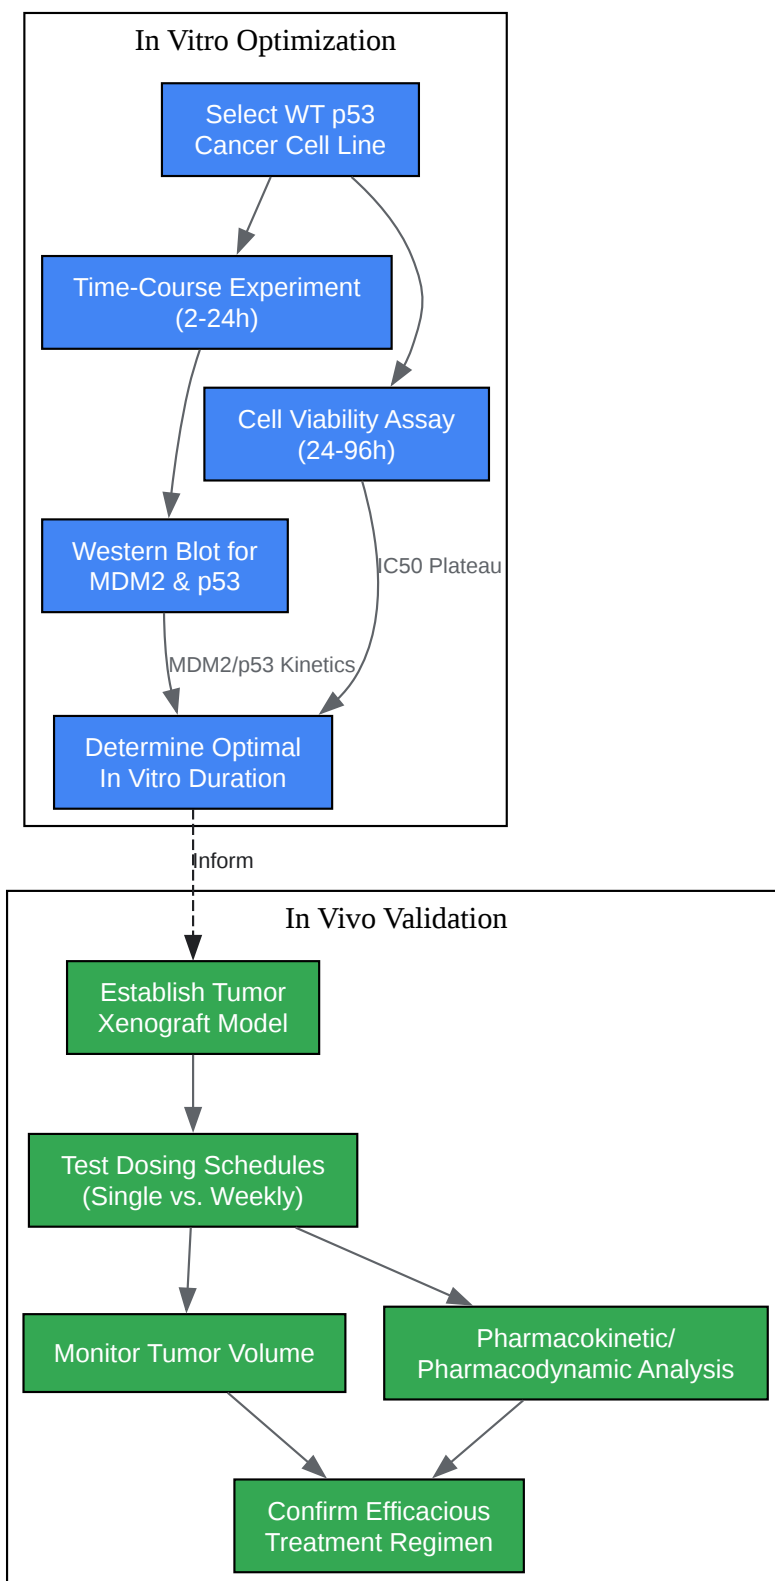 In Vitro Optimization
Select WT p53
Cancer Cell Line
Time-Course Experiment
(2-24h)
Cell Viability Assay
(24-96h)
Western Blot for
MDM2 & p53
IC50 Plateau
MDM2/p53 Kinetics
Determine Optimal
In Vitro Duration
Inform
In Vivo Validation
Establish Tumor
Xenograft Model
Test Dosing Schedules
(Single vs. Weekly)
Monitor Tumor Volume
Pharmacokinetic/
Pharmacodynamic Analysis
Confirm Efficacious
Treatment Regimen